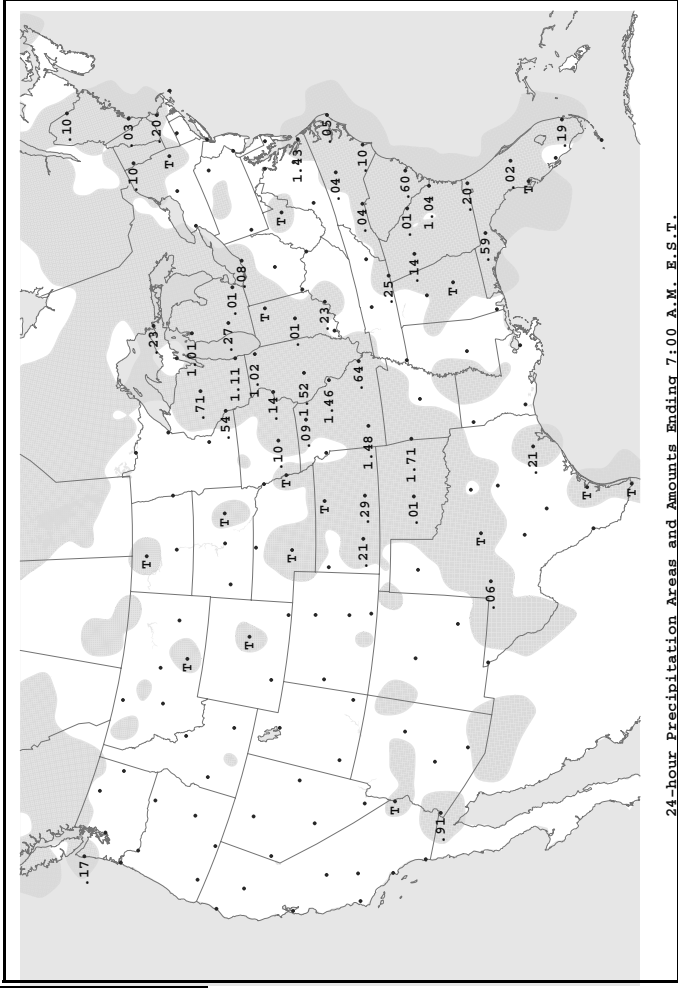 .10
.17
.03
.10
T
.23
.20
T
T
1.01
.71
.54
T
.27
.01
1.11
.08
T
1.02
T
.14
.10
T
T
T
.01
1.43
.09 1.52
.23
T
.05
1.46
.04
.64
.10
.04
.21
.29
1.48
.25
T
.60
.01
.01 1.71
.14
1.04
.91
T
.20
T
.59
.06
.02
T
.21
.19
T
T
24-hour Precipitation Areas and Amounts Ending 7:00 A.M. E.S.T.